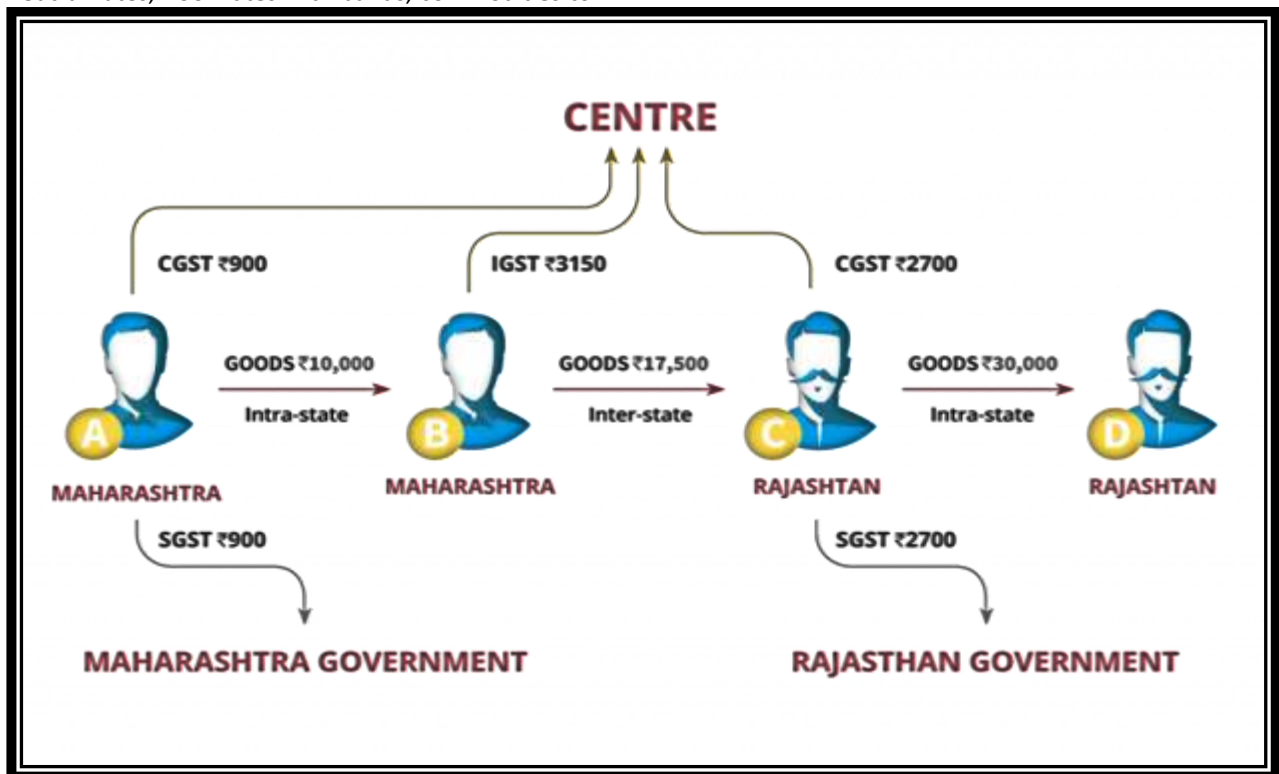 CENTRE
CGST ₹900
IGST ₹3150
CGST ₹2700
GOODS ₹10,000
GOODS ₹17,500
GOODS ₹30,000
Intra-state
Inter-state
Intra-state
A
B
C
D
MAHARASHTRA
MAHARASHTRA
RAJASHTAN
RAJASHTAN
SGST ₹900
SGST ₹2700
MAHARASHTRA GOVERNMENT
RAJASTHAN GOVERNMENT